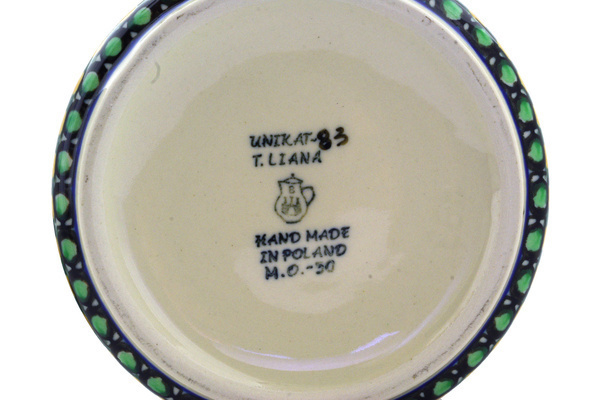 UNIKAT-83
T.LIANA
HAND MADE
IN POLAND
M.O.-30